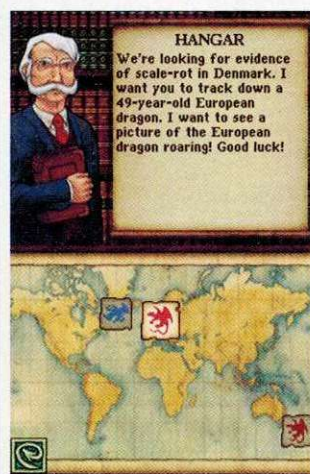 HANGAR
We're looking for evidence
of scale-rot in Denmark. I
want you to track down a
49-year-old European
dragon. I want to see a
picture of the European
dragon roaring! Good luck!